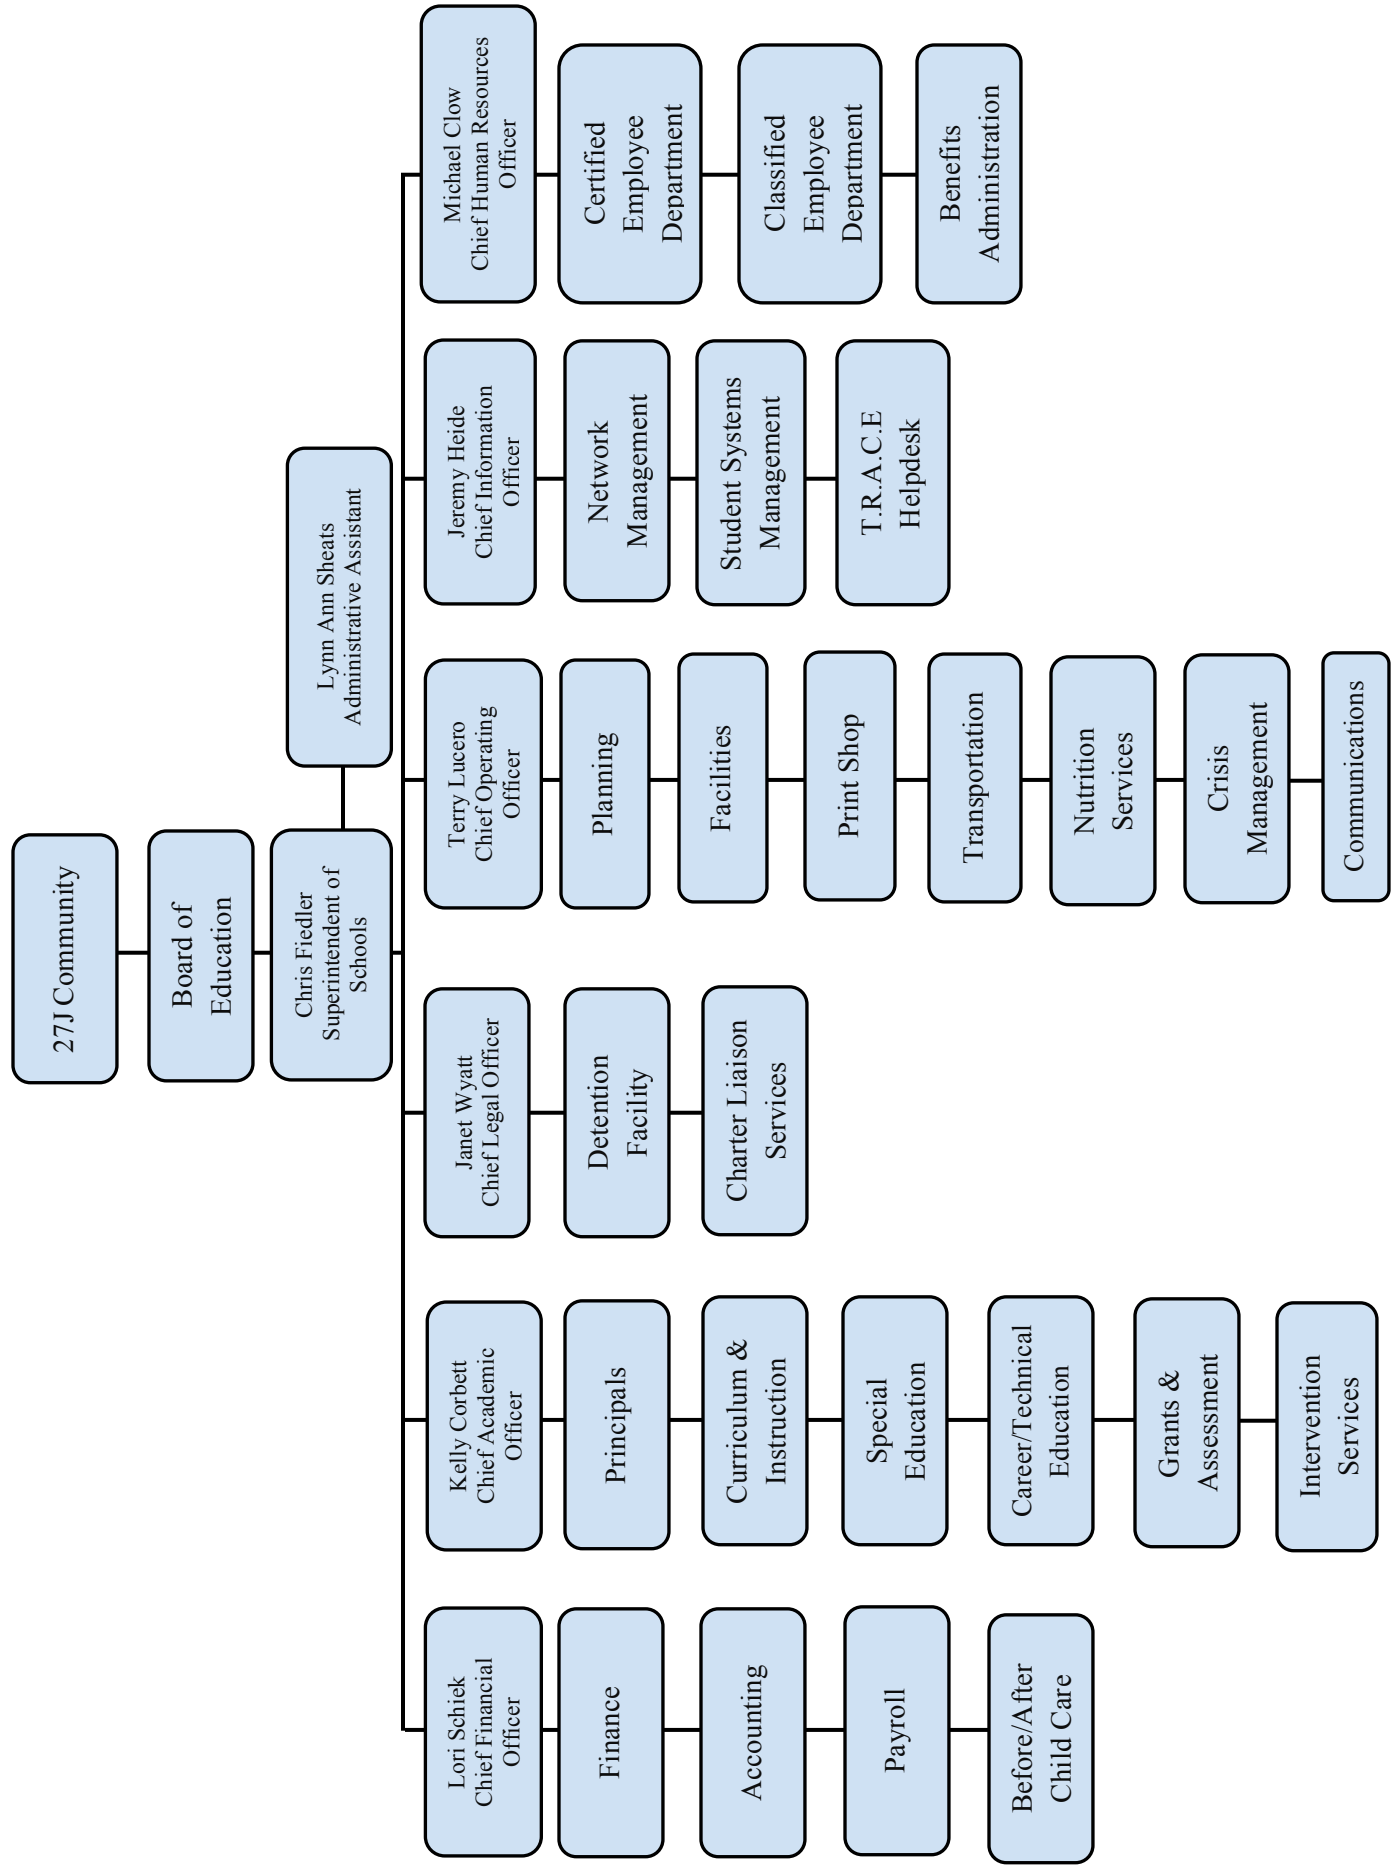 27J Community
Board of
Education
Chris Fiedler
Superintendent of
Schools
Lynn Ann Sheats
Administrative Assistant
Lori Schiek
Chief Financial
Officer
Finance
Accounting
Payroll
Before/After
Child Care
Kelly Corbett
Chief Academic
Officer
Principals
Curriculum &
Instruction
Special
Education
Career/Technical
Education
Grants &
Assessment
Intervention
Services
Janet Wyatt
Chief Legal Officer
Detention
Facility
Charter Liaison
Services
Terry Lucero
Chief Operating
Officer
Planning
Facilities
Print Shop
Transportation
Nutrition
Services
Crisis
Management
Communications
Jeremy Heide
Chief Information
Officer
Network
Management
Student Systems
Management
T.R.A.C.E
Helpdesk
Michael Clow
Chief Human Resources
Officer
Certified
Employee
Department
Classified
Employee
Department
Benefits
Administration